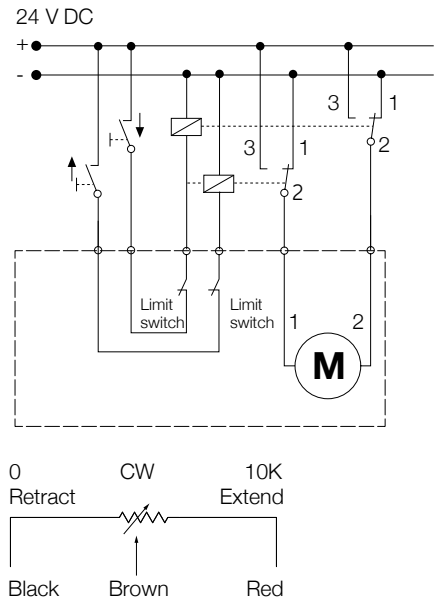 24 V DC
+
-
3
1
2
3
1
2
Limit
switch
Limit
switch
1
2
M
0
CW
10K
Retract
Extend
Black
Brown
Red